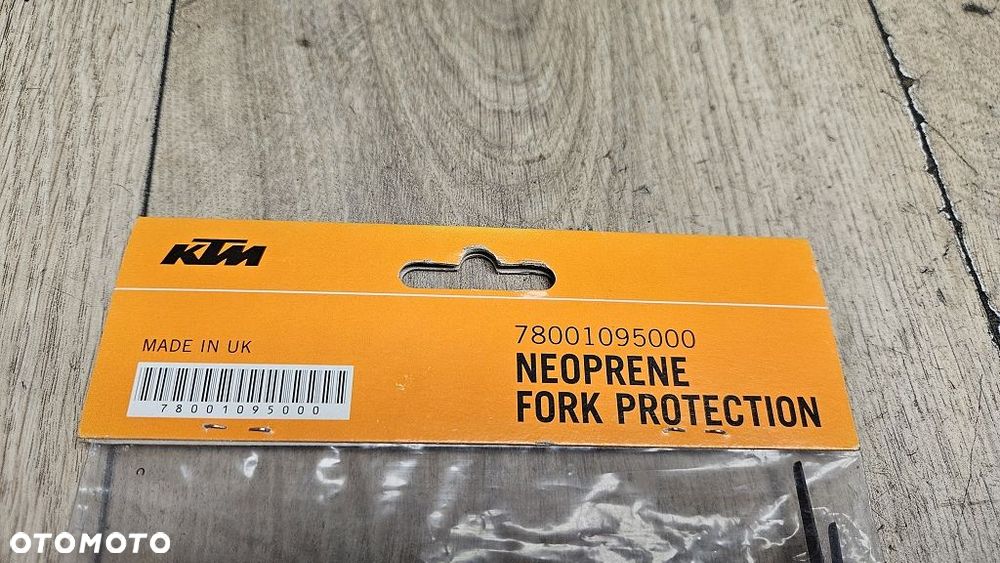 KTM
MADE IN UK
78001095000
78001095000
NEOPRENE
FORK PROTECTION
OTOMOTO